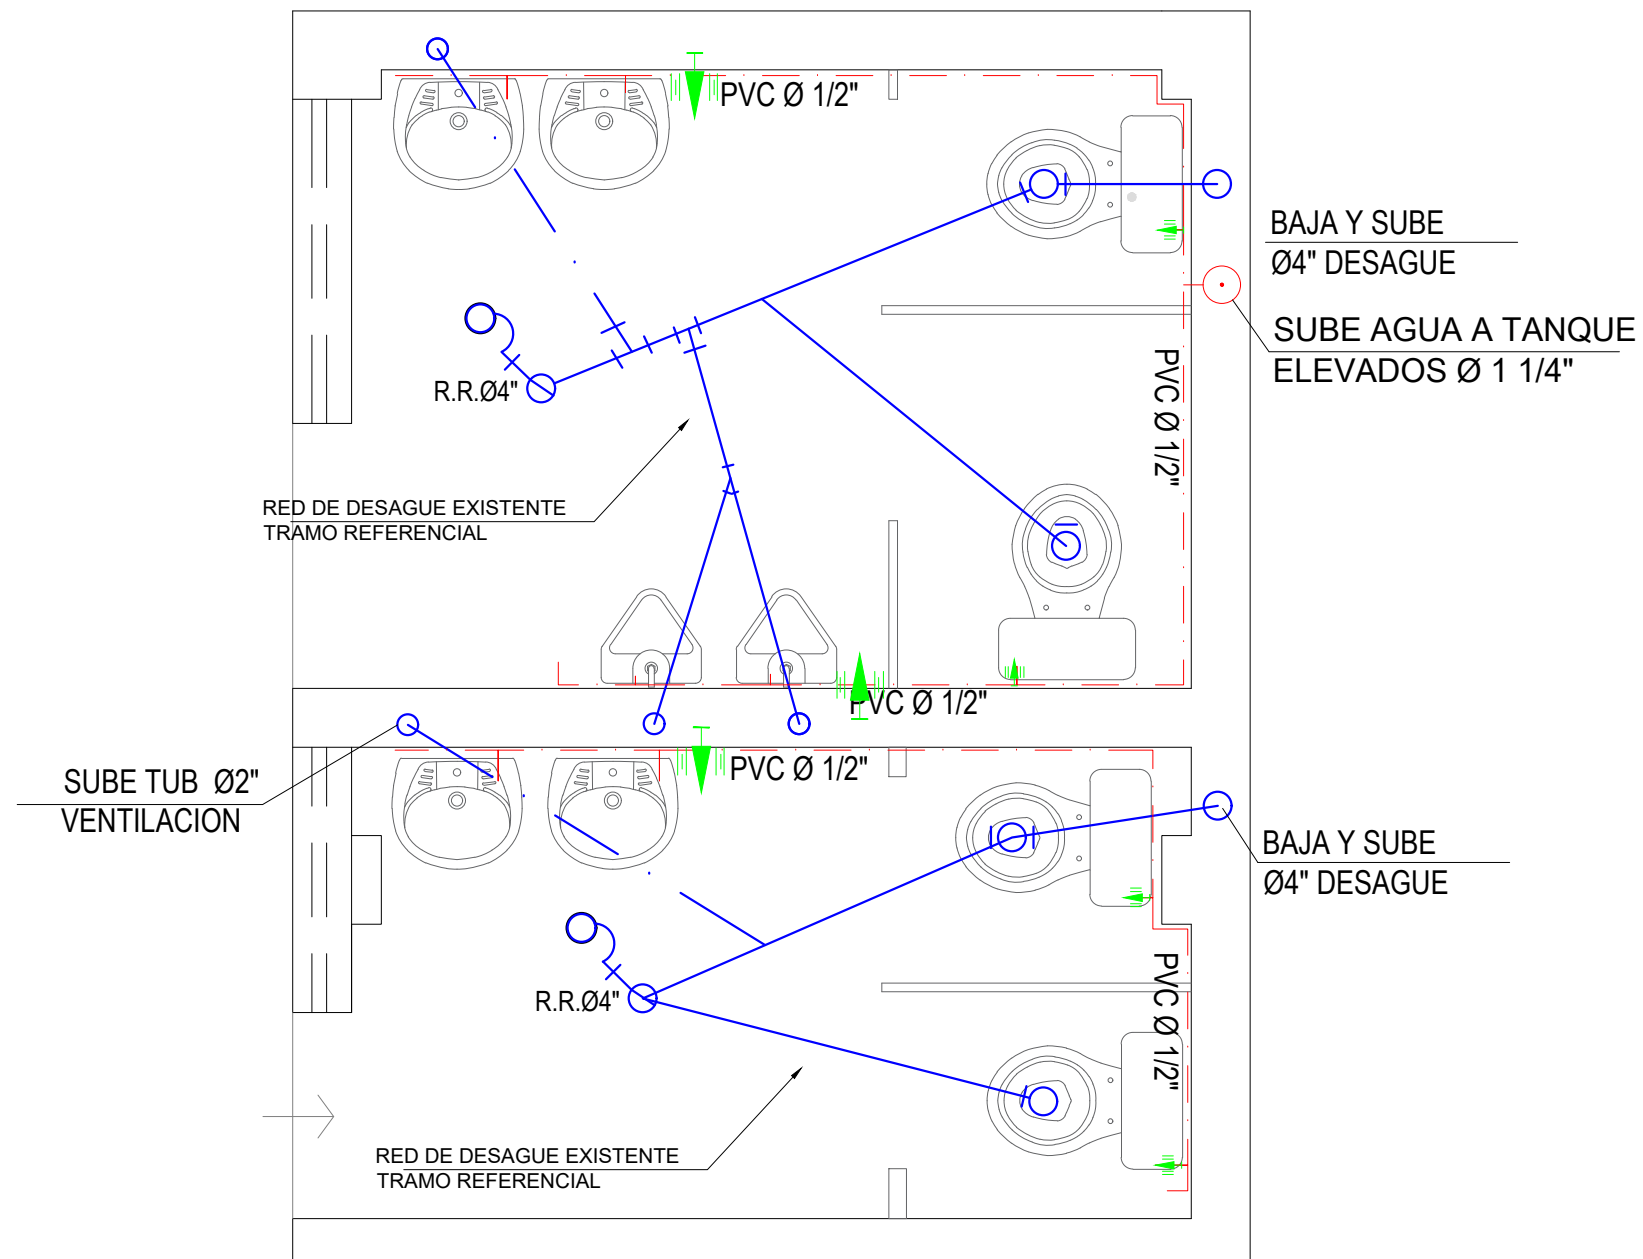 PVC Ø 1/2"
BAJA Y SUBE
Ø4" DESAGUE
SUBE AGUA A TANQUE
ELEVADOS Ø 1 1/4"
PVC Ø 1/2"
R.R.Ø4"
RED DE DESAGUE EXISTENTE
TRAMO REFERENCIAL
PVC Ø 1/2"
PVC Ø 1/2"
SUBE TUB Ø2"
VENTILACION
BAJA Y SUBE
Ø4" DESAGUE
R.R.Ø4"
PVC Ø 1/2"
RED DE DESAGUE EXISTENTE
TRAMO REFERENCIAL